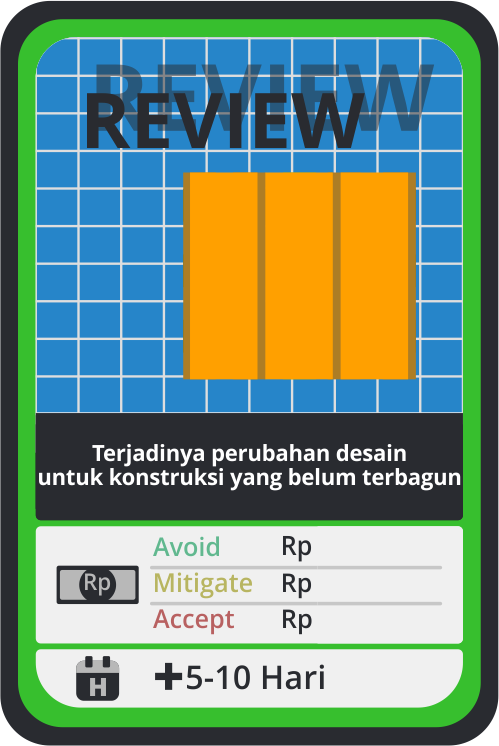 REVIEW
REVIEW
Terjadinya perubahan desain
untuk konstruksi yang belum terbagun
Avoid Rp
Rp
Mitigate Rp
Accept Rp
H
+5-10 Hari